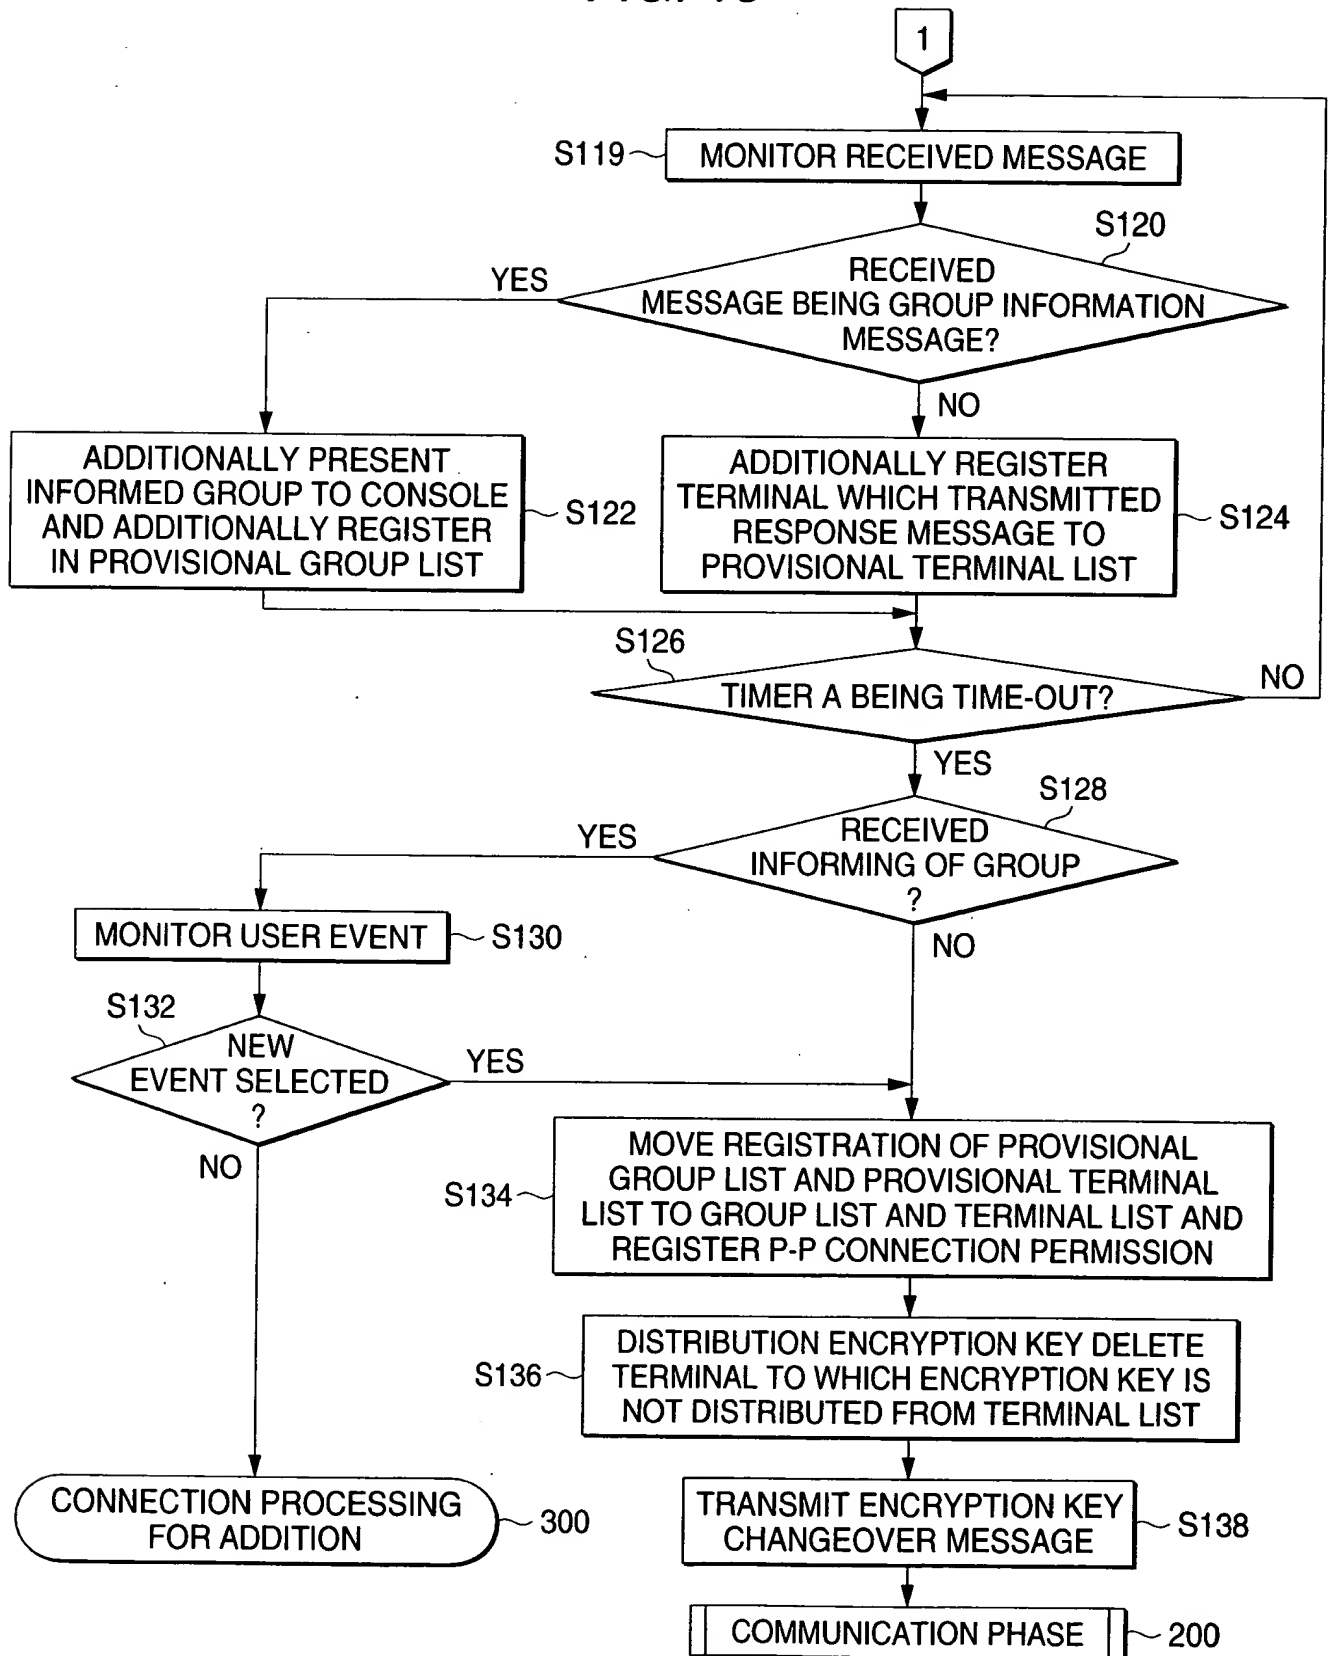 1
S119
MONITOR RECEIVED MESSAGE
S120
RECEIVED
MESSAGE BEING GROUP INFORMATION
MESSAGE?
YES
NO
ADDITIONALLY PRESENT
INFORMED GROUP TO CONSOLE
AND ADDITIONALLY REGISTER
IN PROVISIONAL GROUP LIST
S122
ADDITIONALLY REGISTER
TERMINAL WHICH TRANSMITTED
RESPONSE MESSAGE TO
PROVISIONAL TERMINAL LIST
S124
S126
TIMER A BEING TIME-OUT?
NO
YES
S128
RECEIVED
INFORMING OF GROUP
?
YES
NO
MONITOR USER EVENT
S130
S132
NEW
EVENT SELECTED
?
YES
NO
S134
MOVE REGISTRATION OF PROVISIONAL
GROUP LIST AND PROVISIONAL TERMINAL
LIST TO GROUP LIST AND TERMINAL LIST AND
REGISTER P-P CONNECTION PERMISSION
S136
DISTRIBUTION ENCRYPTION KEY DELETE
TERMINAL TO WHICH ENCRYPTION KEY IS
NOT DISTRIBUTED FROM TERMINAL LIST
CONNECTION PROCESSING
FOR ADDITION
300
TRANSMIT ENCRYPTION KEY
CHANGEOVER MESSAGE
S138
COMMUNICATION PHASE
200